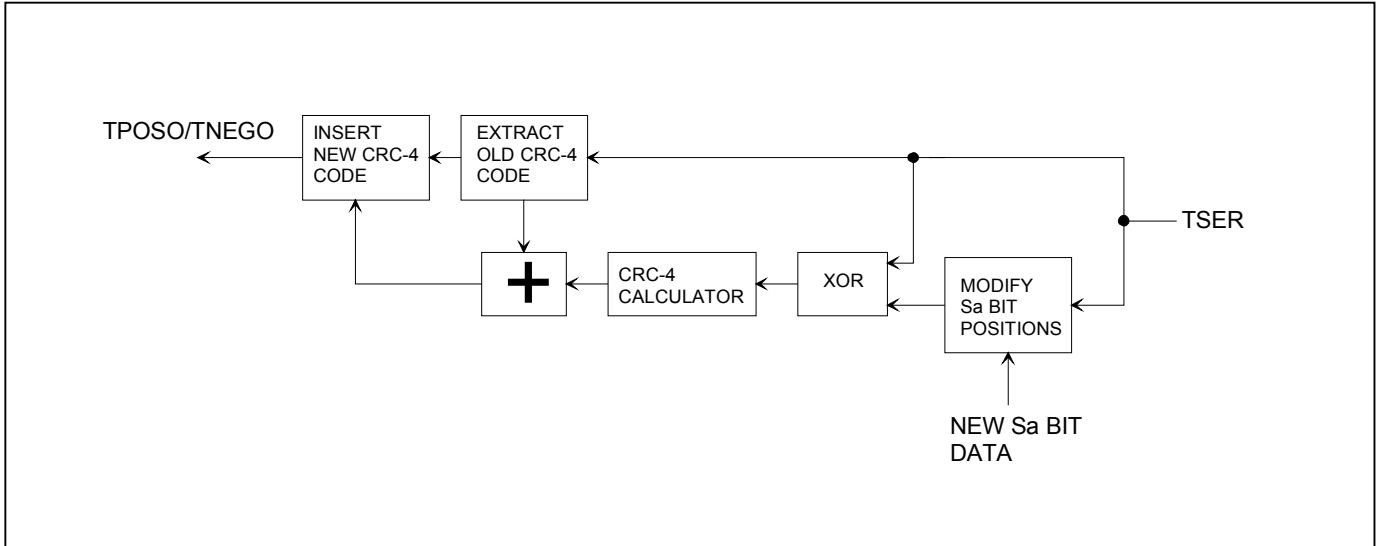 TPOSO/TNEGO
INSERT
NEW CRC-4
CODE
EXTRACT
OLD CRC-4
CODE
TSER
+
CRC-4
CALCULATOR
XOR
MODIFY
Sa BIT
POSITIONS
NEW Sa BIT
DATA